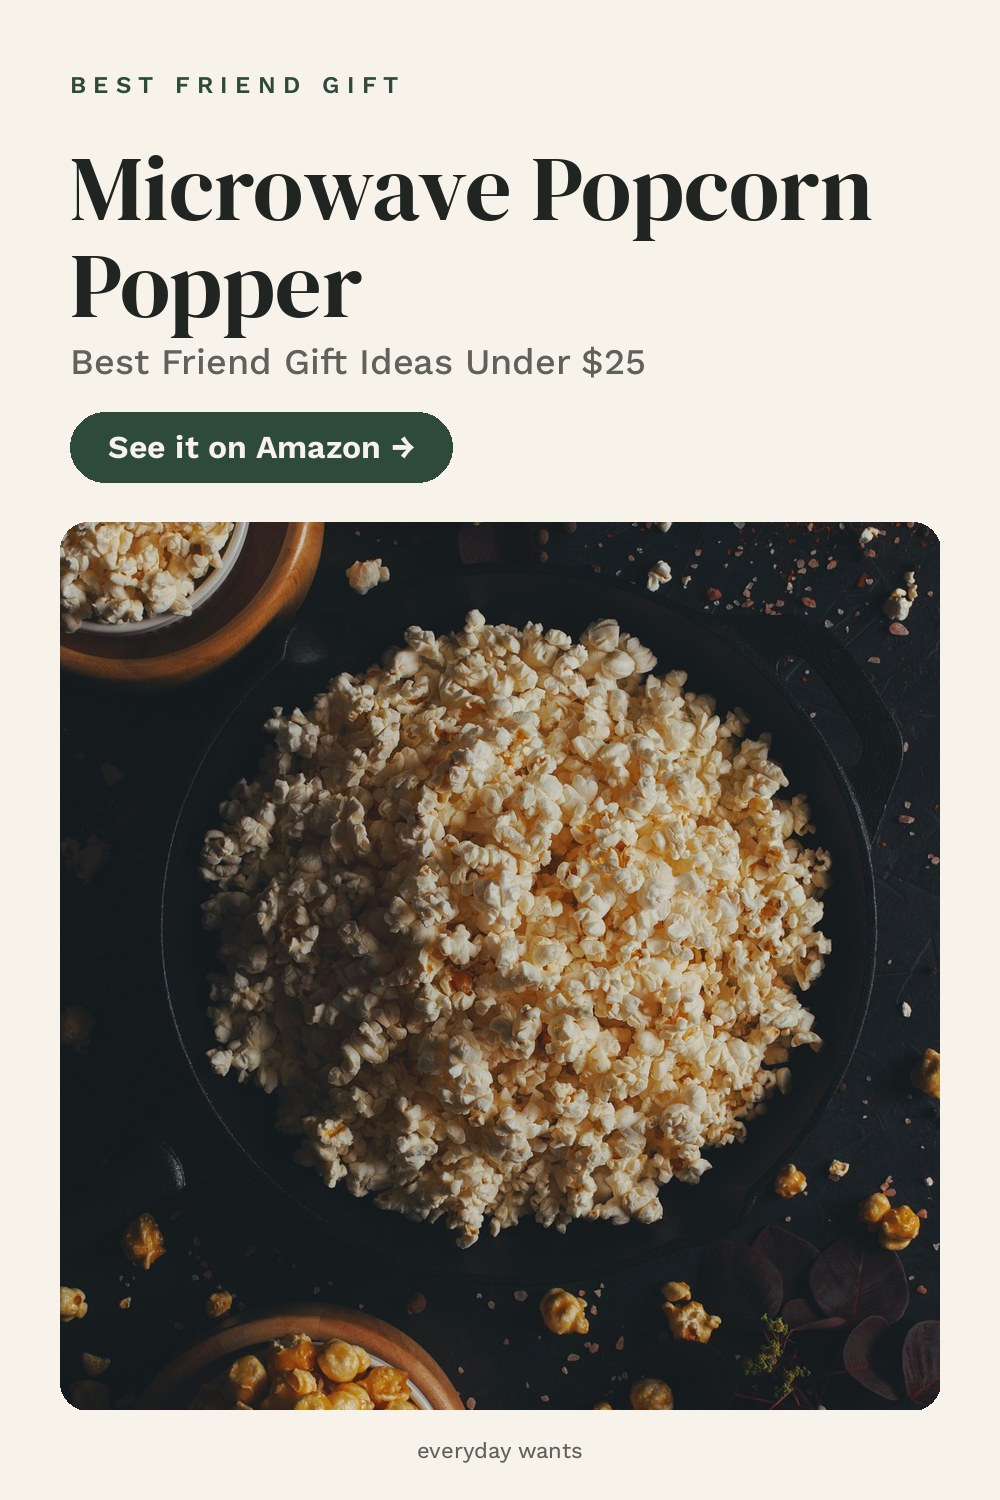 BEST FRIEND GIFT
Microwave Popcorn
Popper
Best Friend Gift Ideas Under $25
See it on Amazon →
everyday wants